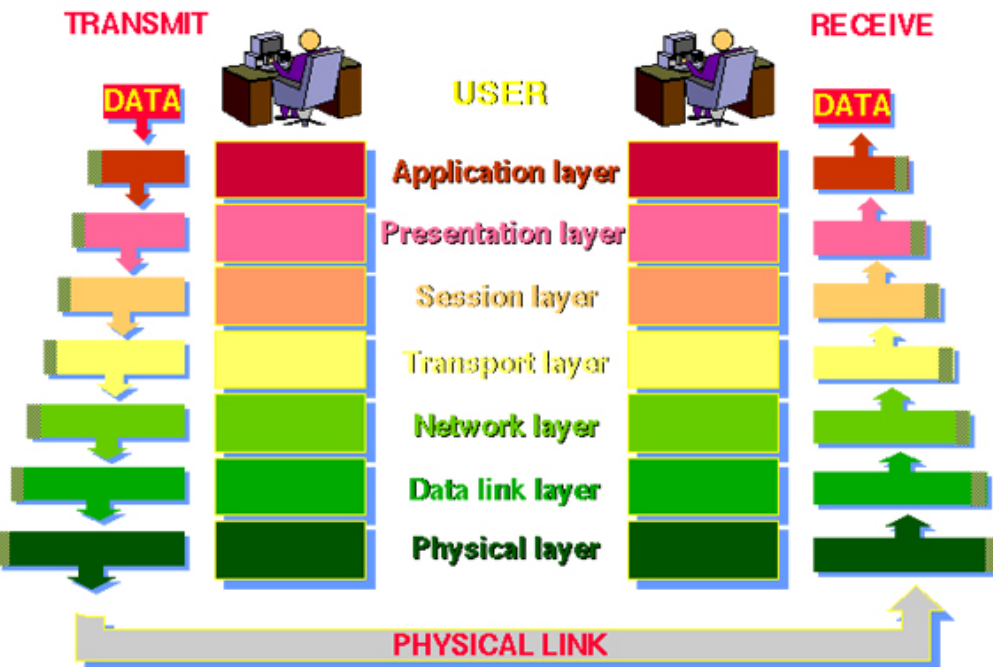 TRANSMIT
RECEIVE
USER
DATA
DATA
Application layer
Presentation layer
Session layer
Transport layer
Network layer
Data link layer
Physical layer
PHYSICAL LINK